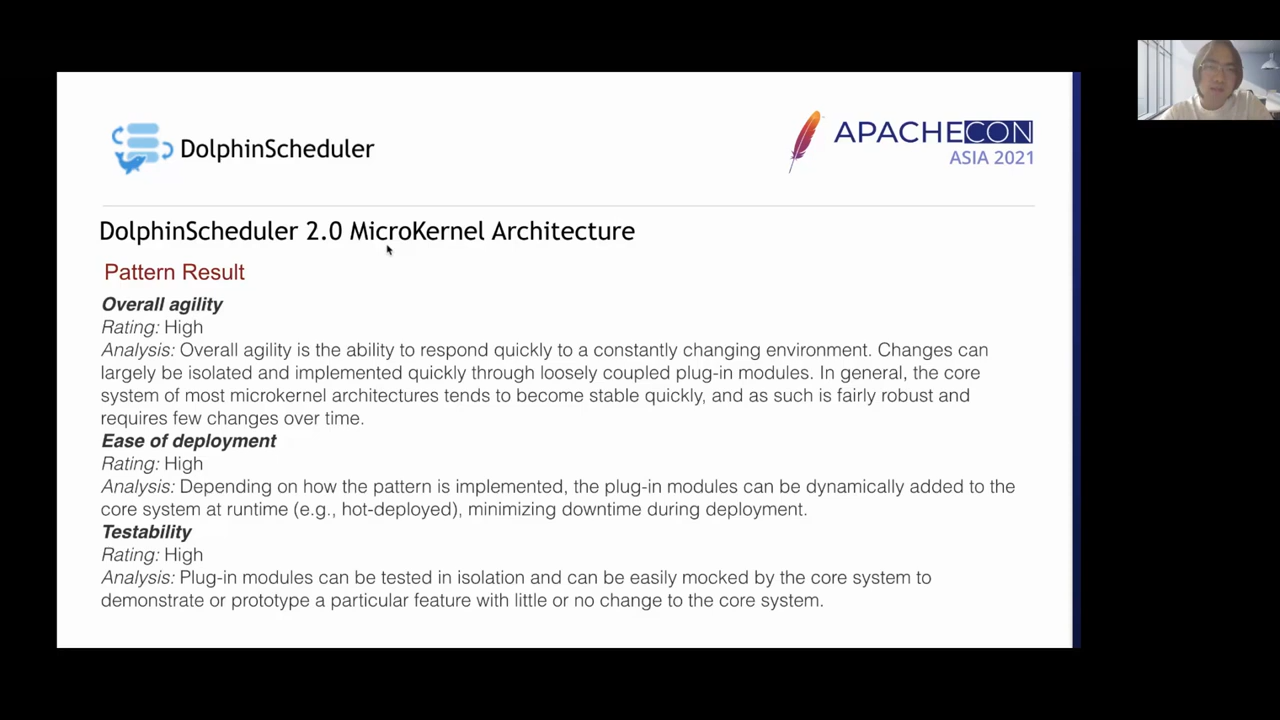 DolphinScheduler
APACHECON
ASIA 2021
DolphinScheduler 2.0 MicroKernel Architecture
Pattern Result
Overall agility
Rating: High
Analysis: Overall agility is the ability to respond quickly to a constantly changing environment. Changes can
largely be isolated and implemented quickly through loosely coupled plug-in modules. In general, the core
system of most microkernel architectures tends to become stable quickly, and as such is fairly robust and
requires few changes over time.
Ease of deployment
Rating: High
Analysis: Depending on how the pattern is implemented, the plug-in modules can be dynamically added to the
core system at runtime (e.g., hot-deployed), minimizing downtime during deployment.
Testability
Rating: High
Analysis: Plug-in modules can be tested in isolation and can be easily mocked by the core system to
demonstrate or prototype a particular feature with little or no change to the core system.